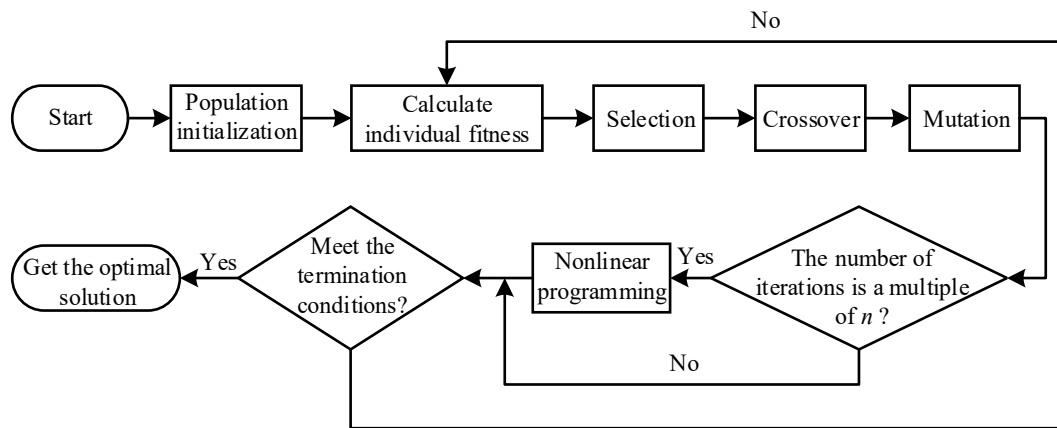 No
Start
Population
initialization
Calculate
individual fitness
Selection
Crossover
Mutation
Get the optimal
solution
Yes
Meet the
termination
conditions?
Nonlinear
programming
Yes
The number of
iterations is a multiple
of n ?
No